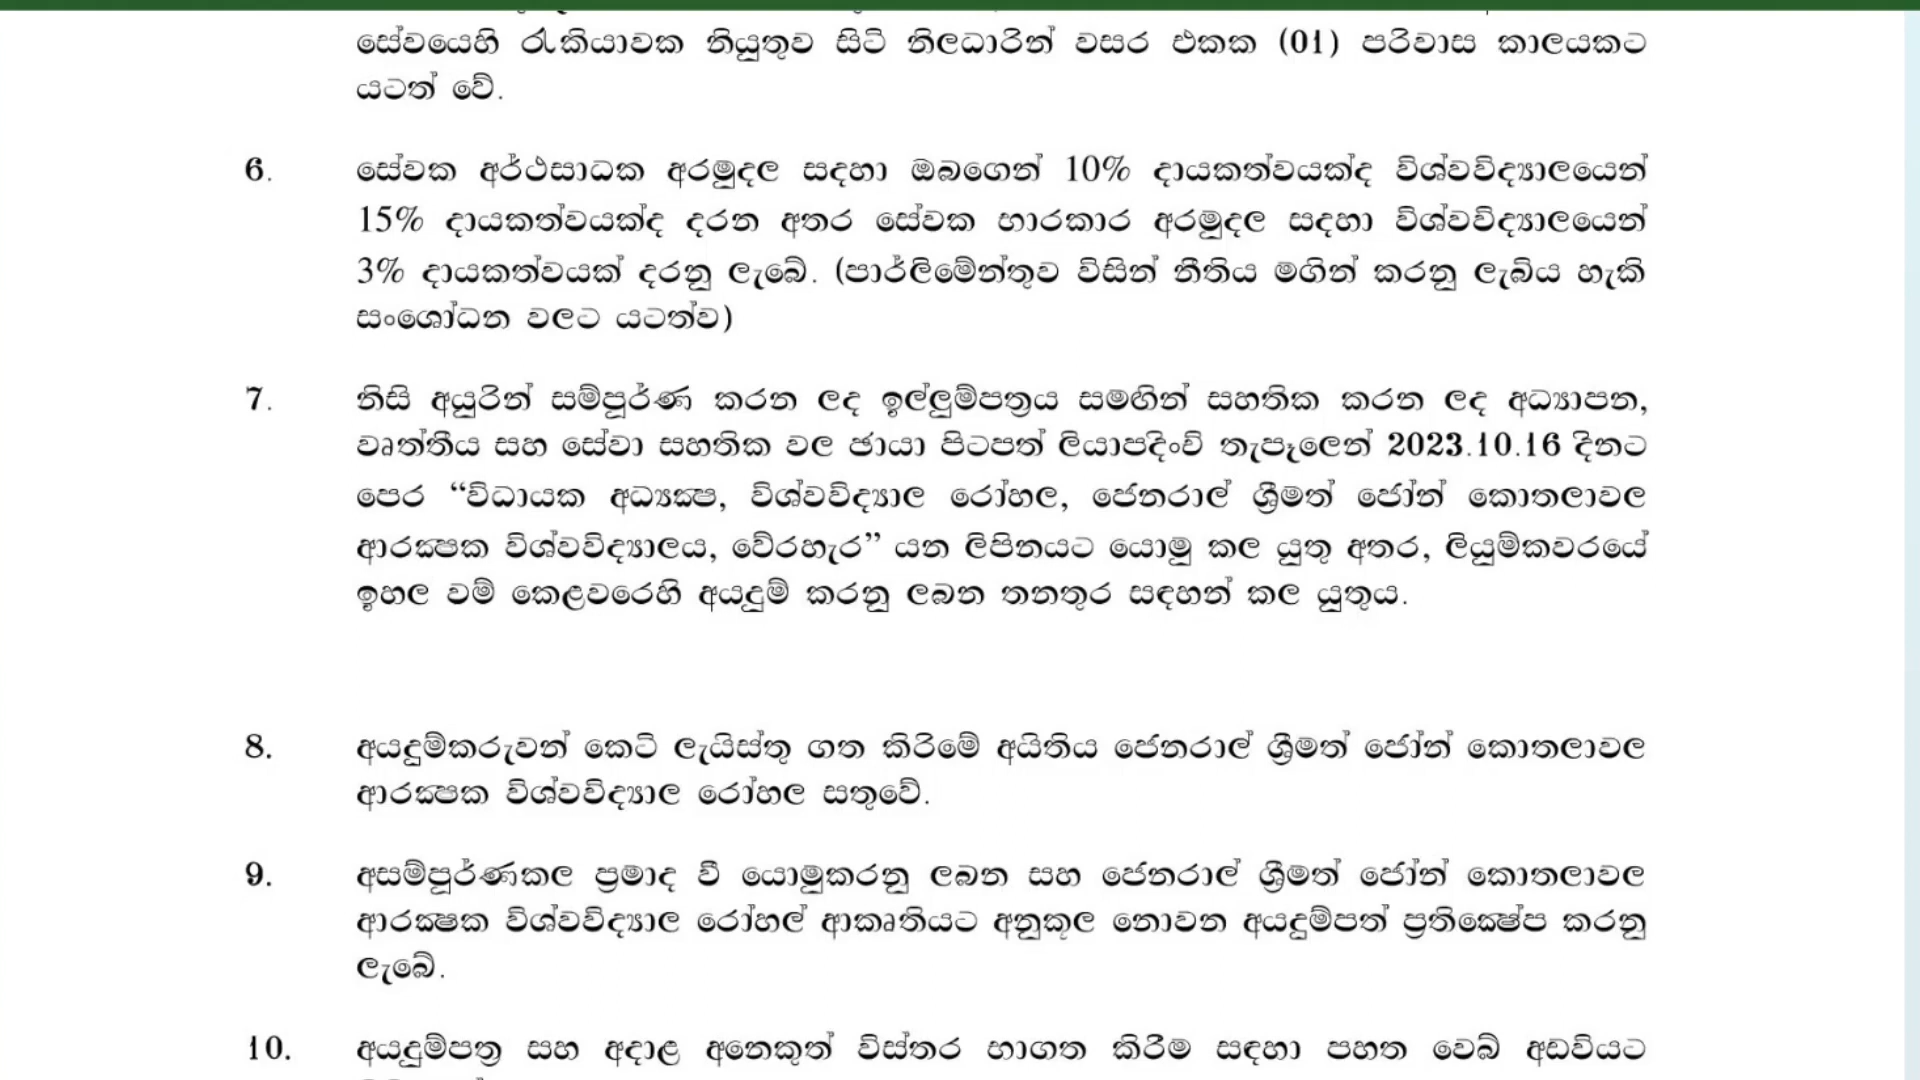 සේවයෙහි රැකියාවක නියුතුව සිටි නිලධාරින් වසර එකක (01) පරිවාස කාලයකට
යටත් වේ.
6. සේවක අර්ථසාධක අරමුදල සදහා ඔබගෙන් 10% දායකත්වයක්ද විශ්වවිද්‍යාලයෙන්
15% දායකත්වයක්ද දරන අතර සේවක භාරකාර අරමුදල සදහා විශ්වවිද්‍යාලයෙන්
3% දායකත්වයක් දරනු ලැබේ. (පාර්ලිමේන්තුව විසින් නීතිය මගින් කරනු ලැබිය හැකි
සංශෝධන වලට යටත්ව)
7. නිසි අයුරින් සම්පූර්ණ කරන ලද ඉල්ලුම්පත්‍රය සමඟින් සහතික කරන ලද අධ්‍යාපන,
වෘත්තීය සහ සේවා සහතික වල ඡායා පිටපත් ලියාපදිංචි තැපෑලෙන් 2023.10.16 දිනට
පෙර “විධායක අධ්‍යක්‍ෂ, විශ්වවිද්‍යාල රෝහල, ජෙනරාල් ශ්‍රීමත් ජෝන් කොතලාවල
ආරක්‍ෂක විශ්වවිද්‍යාලය, වේරහැර” යන ලිපිනයට යොමු කල යුතු අතර, ලියුම්කවරයේ
ඉහල වම් කෙළවරෙහි අයදුම් කරනු ලබන තනතුර සඳහන් කල යුතුය.
8. අයදුම්කරුවන් කෙටි ලැයිස්තු ගත කිරිමේ අයිතිය ජෙනරාල් ශ්‍රීමත් ජෝන් කොතලාවල
ආරක්‍ෂක විශ්වවිද්‍යාල රෝහල සතුවේ.
9. අසම්පූර්ණකල ප්‍රමාද වී යොමුකරනු ලබන සහ ජෙනරාල් ශ්‍රීමත් ජෝන් කොතලාවල
ආරක්‍ෂක විශ්වවිද්‍යාල රෝහල් ආකෘතියට අනුකූල නොවන අයදුම්පත් ප්‍රතික්‍ෂේප කරනු
ලැබේ.
10. අයදුම්පත්‍ර සහ අදාළ අනෙකුත් විස්තර භාගත කිරීම සඳහා පහත වෙබ් අඩවියට